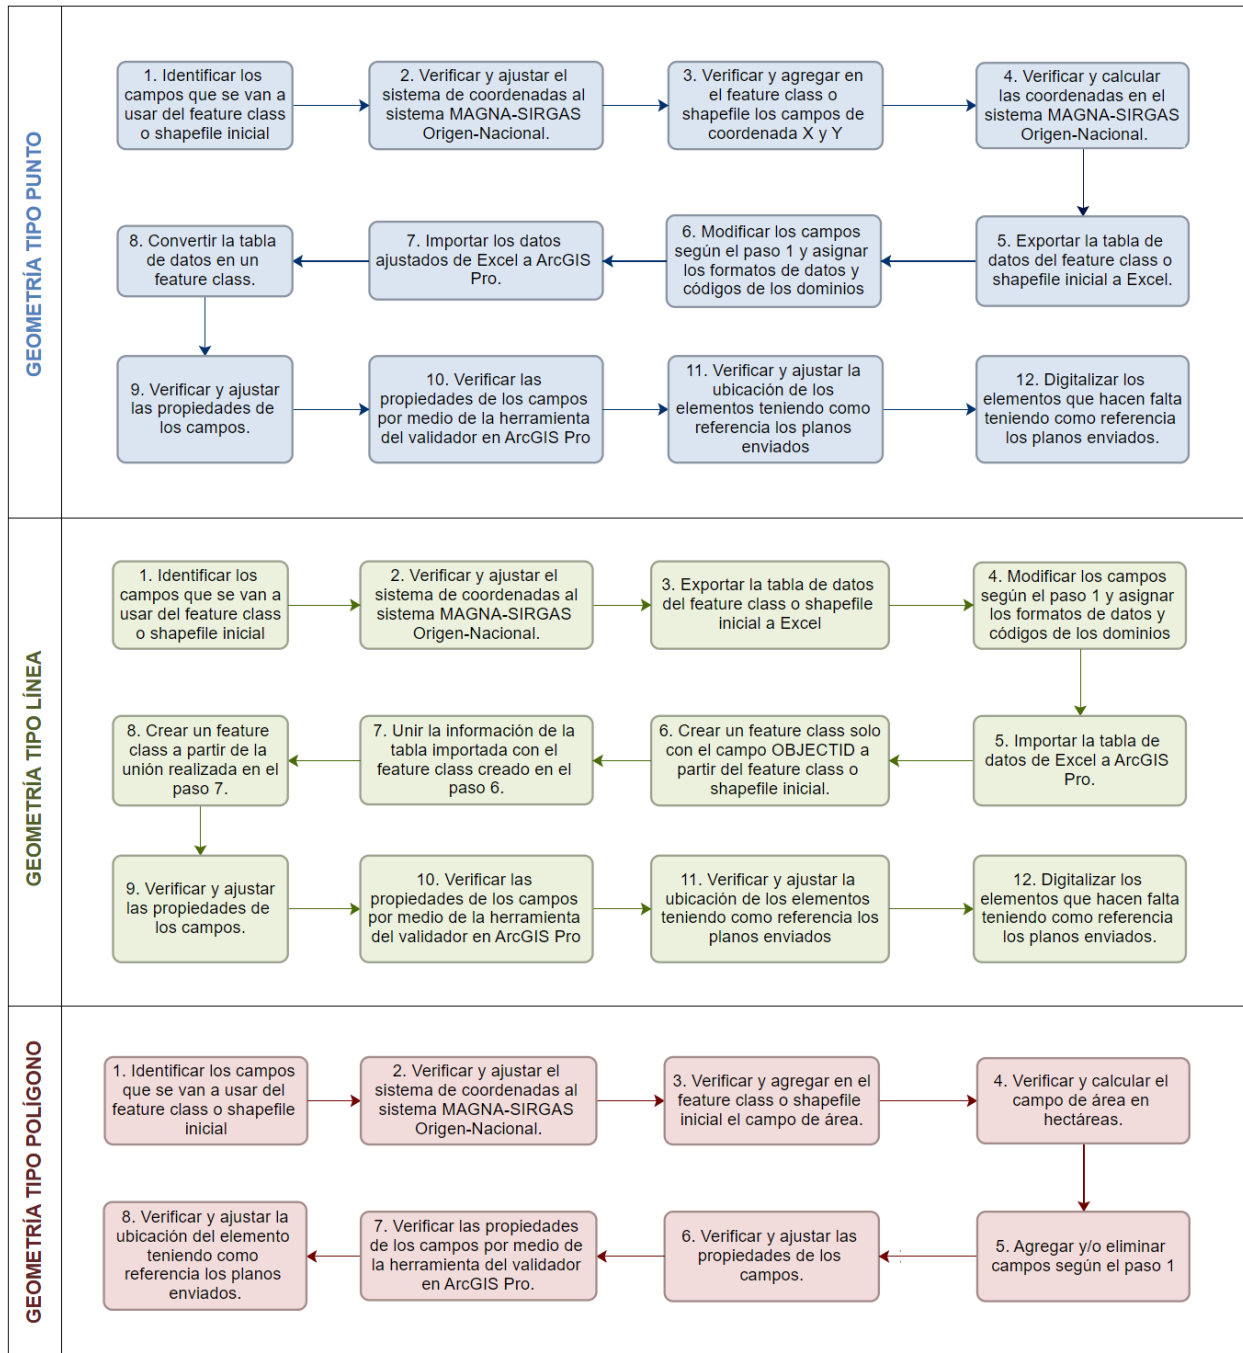 GEOMETRÍA TIPO PUNTO
1. Identificar los
campos que se van a
usar del feature class
o shapefile inicial
2. Verificar y ajustar el
sistema de coordenadas al
sistema MAGNA-SIRGAS
Origen-Nacional.
3. Verificar y agregar en
el feature class o
shapefile los campos de
coordenada X y Y
4. Verificar y calcular
las coordenadas en el
sistema MAGNA-SIRGAS
Origen-Nacional.
5. Exportar la tabla de
datos del feature class o
shapefile inicial a Excel.
6. Modificar los campos
según el paso 1 y asignar
los formatos de datos y
códigos de los dominios
7. Importar los datos
ajustados de Excel a ArcGIS
Pro.
8. Convertir la tabla
de datos en un
feature class.
9. Verificar y ajustar
las propiedades de
los campos.
10. Verificar las
propiedades de los campos
por medio de la herramienta
del validador en ArcGIS Pro
11. Verificar y ajustar la
ubicación de los
elementos teniendo como
referencia los planos
enviados
12. Digitalizar los
elementos que hacen falta
teniendo como referencia
los planos enviados.
GEOMETRÍA TIPO LÍNEA
1. Identificar los
campos que se van a
usar del feature class
o shapefile inicial
2. Verificar y ajustar el
sistema de coordenadas al
sistema MAGNA-SIRGAS
Origen-Nacional.
3. Exportar la tabla de datos
del feature class o shapefile
inicial a Excel
4. Modificar los campos
según el paso 1 y asignar
los formatos de datos y
códigos de los dominios
5. Importar la tabla de
datos de Excel a ArcGIS
Pro.
6. Crear un feature class solo
con el campo OBJECTID a
partir del feature class o
shapefile inicial.
7. Unir la información de la
tabla importada con el
feature class creado en el
paso 6.
8. Crear un feature
class a partir de la
unión realizada en el
paso 7.
9. Verificar y ajustar
las propiedades de
los campos.
10. Verificar las
propiedades de los campos
por medio de la herramienta
del validador en ArcGIS Pro
11. Verificar y ajustar la
ubicación de los elementos
teniendo como referencia los
planos enviados
12. Digitalizar los
elementos que hacen falta
teniendo como referencia
los planos enviados.
GEOMETRÍA TIPO POLÍGONO
1. Identificar los campos
que se van a usar del
feature class o shapefile
inicial
2. Verificar y ajustar el
sistema de coordenadas al
sistema MAGNA-SIRGAS
Origen-Nacional.
3. Verificar y agregar en el
feature class o shapefile
inicial el campo de área.
4. Verificar y calcular el
campo de área en
hectáreas.
5. Agregar y/o eliminar
campos según el paso 1
6. Verificar y ajustar las
propiedades de los
campos.
7. Verificar las propiedades
de los campos por medio de
la herramienta del validador
en ArcGIS Pro.
8. Verificar y ajustar la
ubicación del elemento
teniendo como
referencia los planos
enviados.